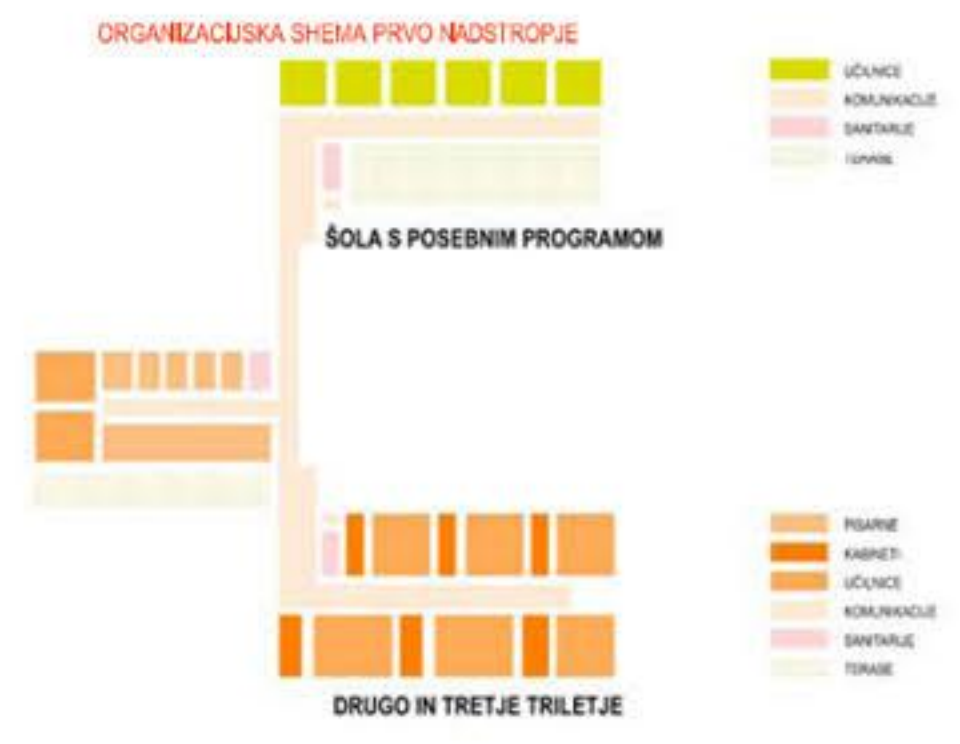 ORGANIZACIJSKA SHEMA PRVO NADSTROPJE
UČILNICE
KOMUNIKACIJE
SANITARIJE
TERASE
ŠOLA S POSEBNIM PROGRAMOM
PISARNE
KABINETI
UČILNICE
KOMUNIKACIJE
SANITARIJE
TERASE
DRUGO IN TRETJE TRILETJE